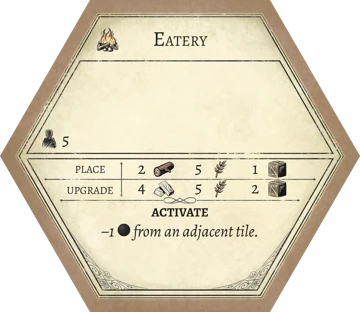 EATERY
5
PLACE 2 5 1
UPGRADE 4 5 2
ACTIVATE
–1 from an adjacent tile.